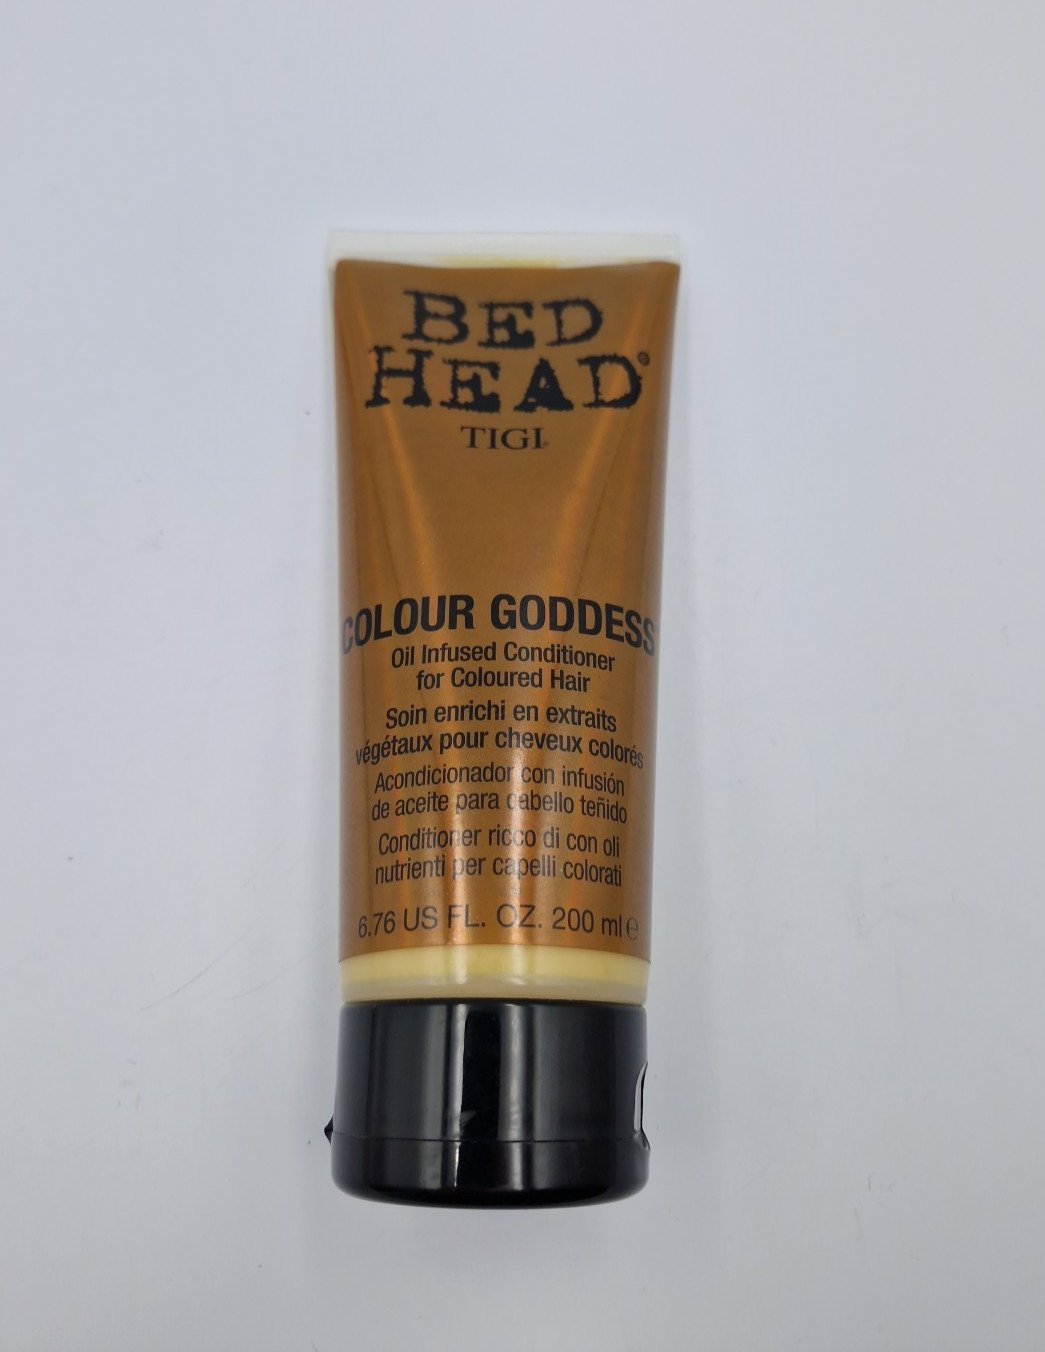 BED
HEAD®
TIGI®
COLOUR GODDESS™
Oil Infused Conditioner
for Coloured Hair
Soin enrichi en extraits
végétaux pour cheveux colorés
Acondicionador con infusión
de aceite para cabello teñido
Conditioner ricco di con oli
nutrienti per capelli colorati
6.76 US FL. OZ. 200 ml ℮